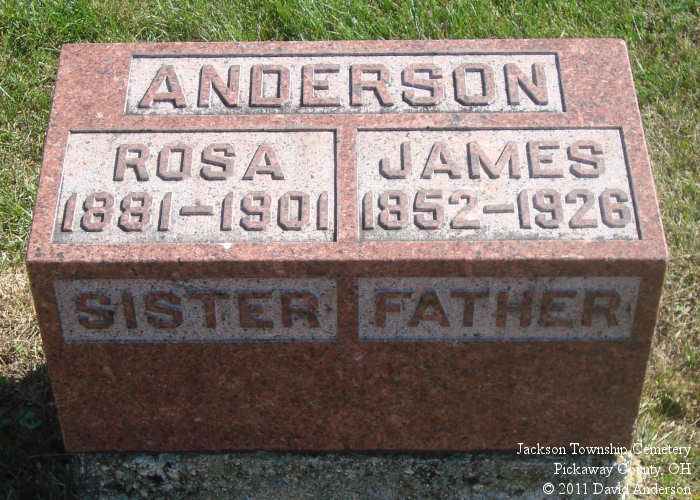 ANDERSON
ROSA JAMES
1881-1901 1852-1926
SISTER FATHER
Jackson Township Cemetery
Pickaway County, OH
© 2011 David Anderson